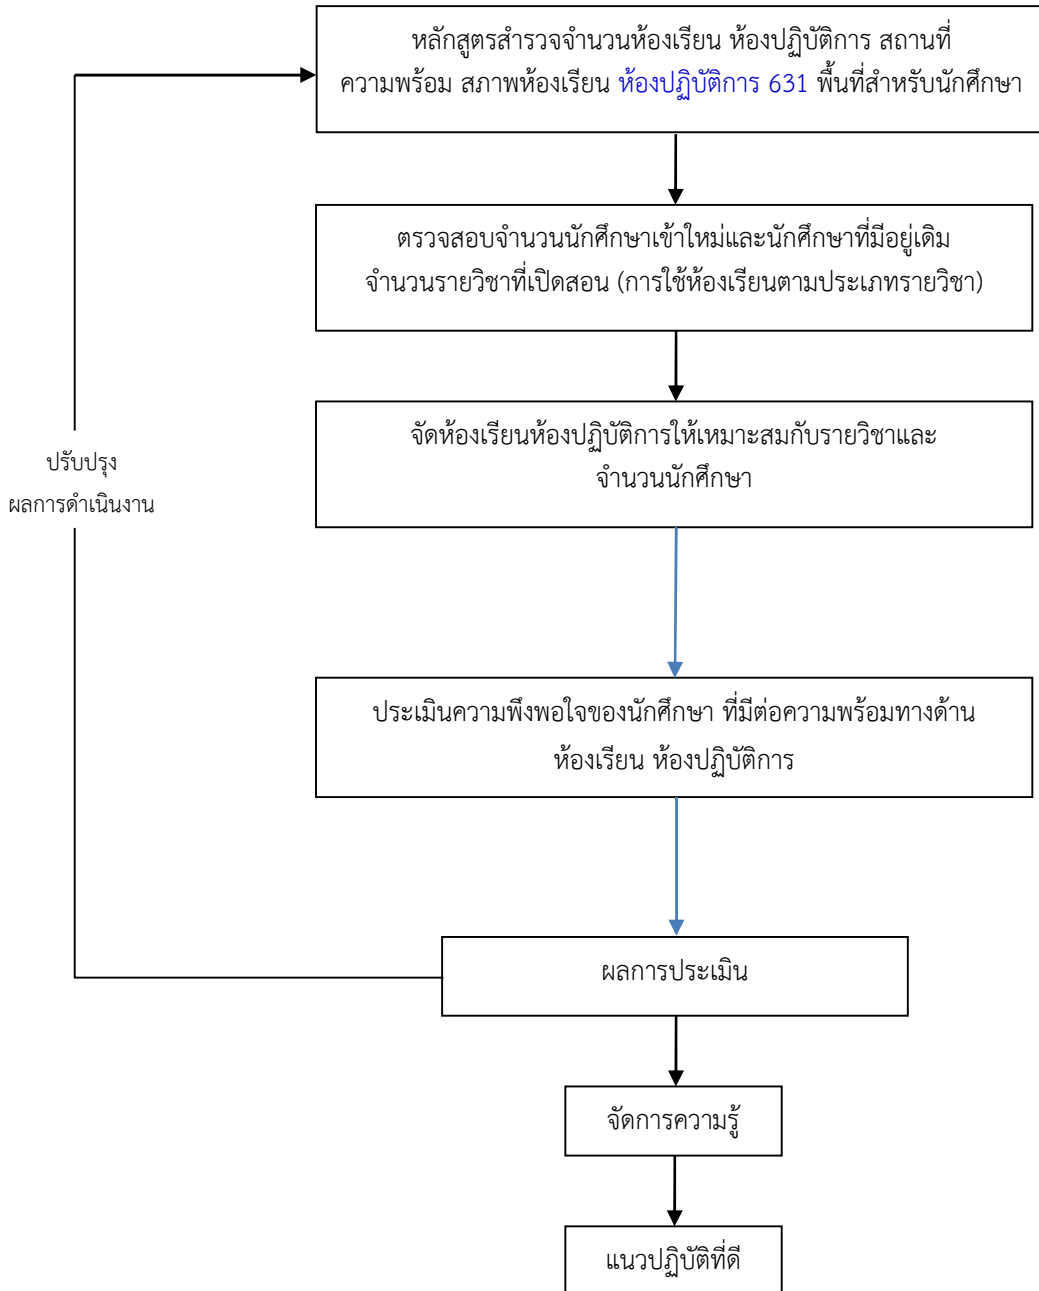 หลักสูตรสำรวจจำนวนห้องเรียน ห้องปฏิบัติการ สถานที่
ความพร้อม สภาพห้องเรียน ห้องปฏิบัติการ 631 พื้นที่สำหรับนักศึกษา
ตรวจสอบจำนวนนักศึกษาเข้าใหม่และนักศึกษาที่มีอยู่เดิม
จำนวนรายวิชาที่เปิดสอน (การใช้ห้องเรียนตามประเภทรายวิชา)
จัดห้องเรียนห้องปฏิบัติการให้เหมาะสมกับรายวิชาและ
จำนวนนักศึกษา
ปรับปรุง
ผลการดำเนินงาน
ประเมินความพึงพอใจของนักศึกษา ที่มีต่อความพร้อมทางด้าน
ห้องเรียน ห้องปฏิบัติการ
ผลการประเมิน
จัดการความรู้
แนวปฏิบัติที่ดี